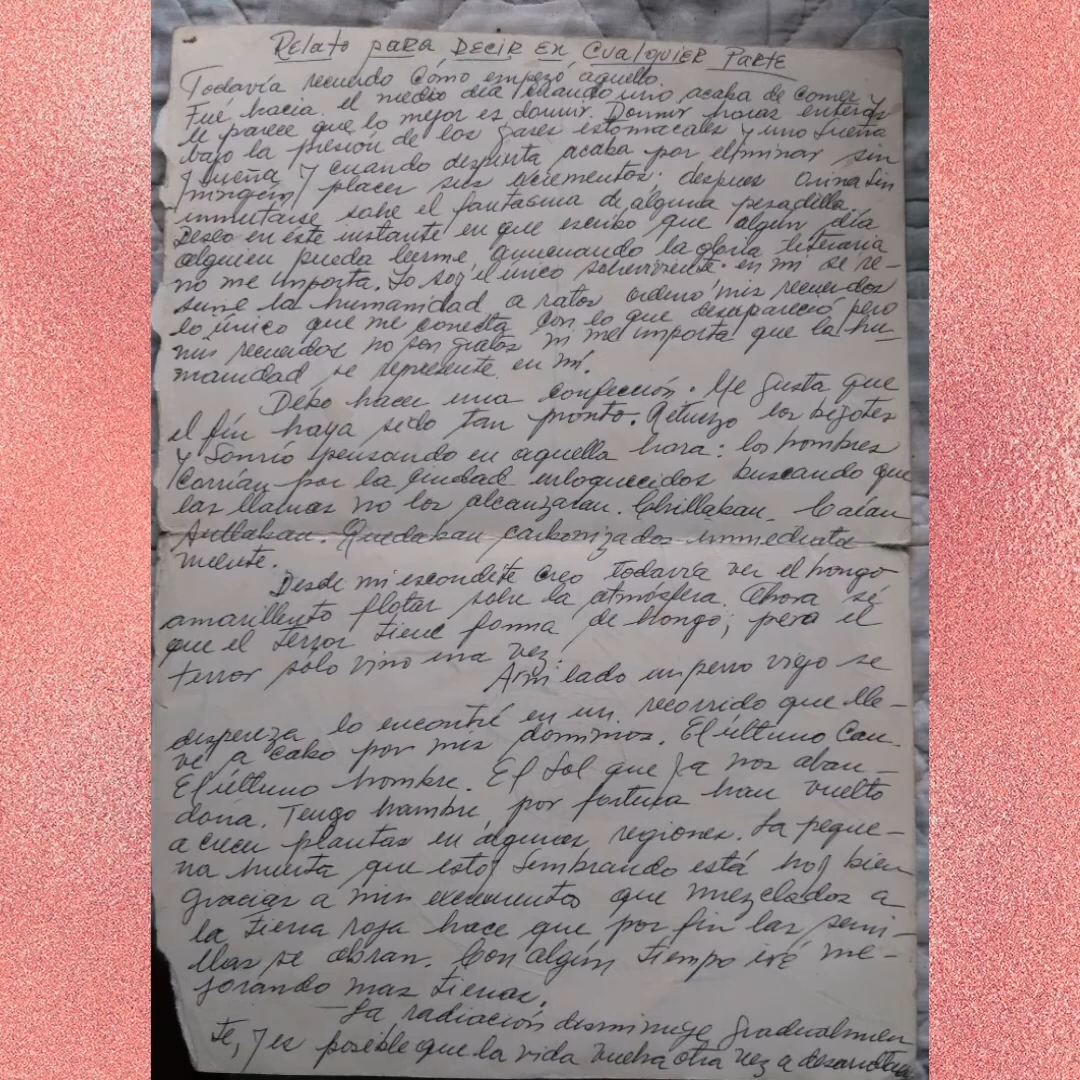 Relato para Decir en Cualquier Parte
Todavía recuerdo Cómo empezó aquello.
Fué hacia el medio día cuando uno acaba de comer y
le parece que lo mejor es dormir. Dormir horas enteras
bajo la presión de los gases estomacales y uno sueña
y sueña y cuando despierta acaba por eliminar sin
ningún placer sus excrementos; despues Orina Sin
inmutarse sobre el fantasma de alguna pesadilla.
Deseo en este instante en que escribo que algún día
alguien pueda leerme la gloria literaria
no me importa. Yo soy el unico sobreviviente en mi se re-
sume la humanidad a ratos ordeno mis recuerdos
lo único que me conecta con lo que desapareció pero
mis recuerdos no son gratos ni me importa que la hu-
manidad se represente en mí.
Debo hacer una confección. Me gusta que
el fín haya sido tan pronto. Retuerzo los bigotes
y Sonrío pensando en aquella hora: los hombres
Corrían por la ciudad enloquecidos buscando que
las llamas no los alcanzaran. Chillaban. Caían
Aullaban. Quedaban carbonizados inmediata-
mente.
Desde mi escondite creo todavía ver el hongo
amarillento flotar sobre la atmósfera. Ahora sé
que el terror tiene forma de hongo; pero el
terror sólo vino una vez.
A mi lado un perro viejo se
despereza lo encontré en un recorrido que lle-
vé a cabo por mis dominios. El último Can.
El último hombre. El Sol que ya nos aban-
dona. Tengo hambre por fortuna han vuelto
a crecer plantas en algunas regiones. La peque-
na huerta que estoy Sembrando está hoy bien
gracias a mis excrementos que mezclados a
la tierra roja hace que por fín las semi-
llas se abran. Con algún tiempo iré me-
jorando mas tierras.
La radiación disminuye gradualmen
te, y es posible que la vida vuelva otra vez a desarrollar